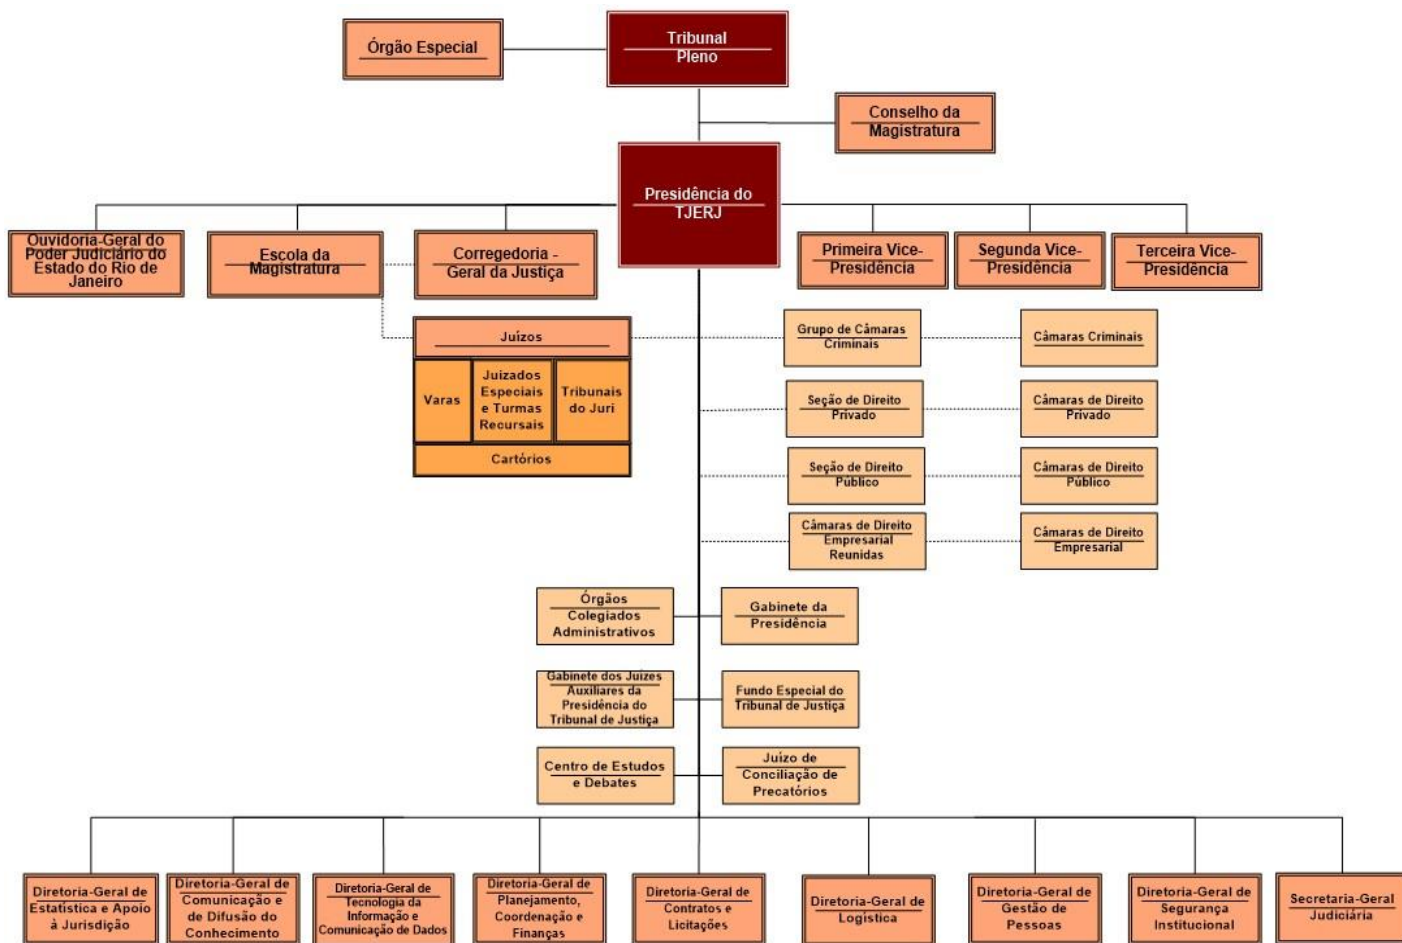 Órgão Especial
Tribunal
Pleno
Conselho da
Magistratura
Presidência do
TJERJ
Ouvidoria-Geral do
Poder Judiciário do
Estado do Rio de
Janeiro
Escola da
Magistratura
Corregedoria -
Geral da Justiça
Primeira Vice-
Presidência
Segunda Vice-
Presidência
Terceira Vice-
Presidência
Juízos
Varas
Juizados
Especiais
e Turmas
Recursais
Tribunais
do Juri
Cartórios
Grupo de Câmaras
Criminais
Câmaras Criminais
Seção de Direito
Privado
Câmaras de Direito
Privado
Seção de Direito
Público
Câmaras de Direito
Público
Câmaras de Direito
Empresarial
Reunidas
Câmaras de Direito
Empresarial
Órgãos
Colegiados
Administrativos
Gabinete da
Presidência
Gabinete dos Juízes
Auxiliares da
Presidência do
Tribunal de Justiça
Fundo Especial do
Tribunal de Justiça
Centro de Estudos
e Debates
Juízo de
Conciliação de
Precatórios
Diretoria-Geral de
Estatística e Apoio
à Jurisdição
Diretoria-Geral de
Comunicação e
de Difusão do
Conhecimento
Diretoria-Geral de
Tecnologia da
Informação e
Comunicação de Dados
Diretoria-Geral de
Planejamento,
Coordenação e
Finanças
Diretoria-Geral de
Contratos e
Licitações
Diretoria-Geral de
Logística
Diretoria-Geral de
Gestão de
Pessoas
Diretoria-Geral de
Segurança
Institucional
Secretaria-Geral
Judiciária